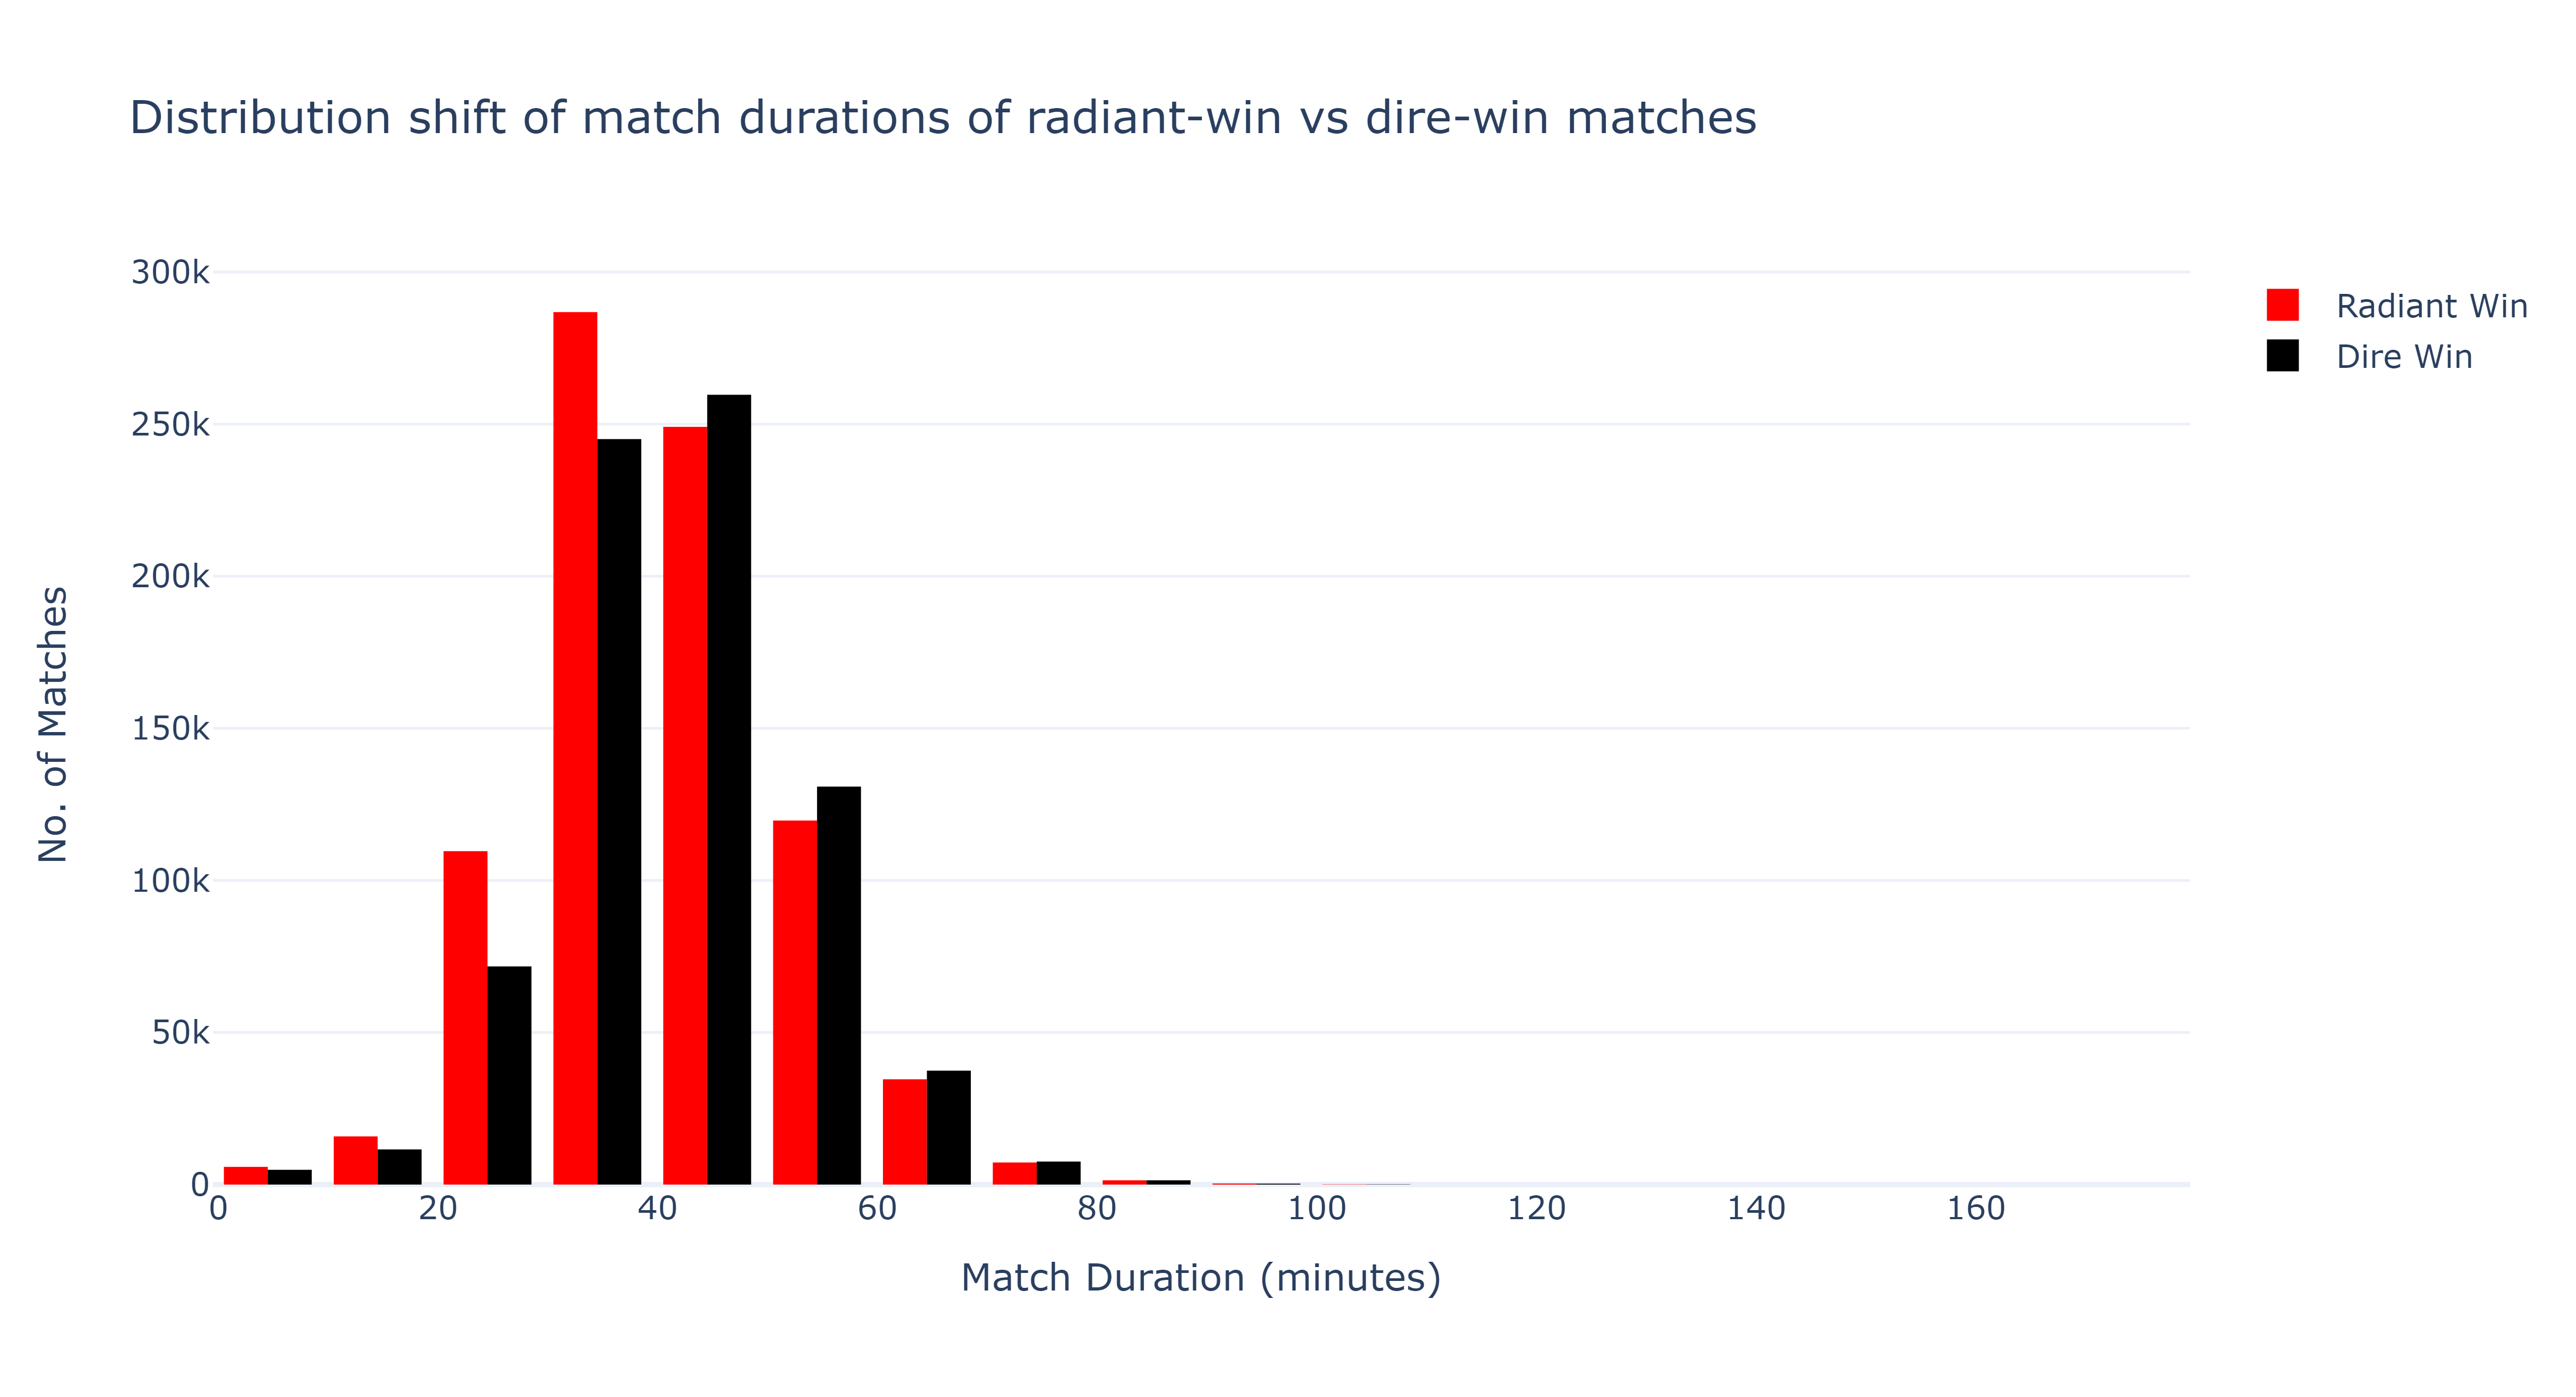 Distribution shift of match durations of radiant-win vs dire-win matches
300k
250k
200k
150k
100k
50k
0
No. of Matches
0 20 40 60 80 100 120 140 160
Match Duration (minutes)
Radiant Win
Dire Win